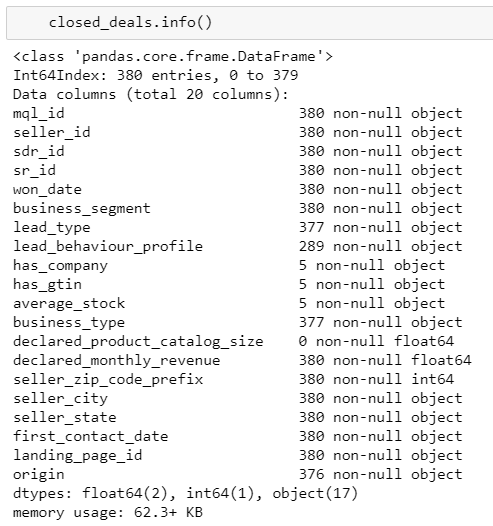 closed_deals.info()
<class 'pandas.core.frame.DataFrame'>
Int64Index: 380 entries, 0 to 379
Data columns (total 20 columns):
mql_id                          380 non-null object
seller_id                       380 non-null object
sdr_id                          380 non-null object
sr_id                           380 non-null object
won_date                        380 non-null object
business_segment                380 non-null object
lead_type                       377 non-null object
lead_behaviour_profile          289 non-null object
has_company                     5 non-null object
has_gtin                        5 non-null object
average_stock                   5 non-null object
business_type                   377 non-null object
declared_product_catalog_size   0 non-null float64
declared_monthly_revenue        380 non-null float64
seller_zip_code_prefix          380 non-null int64
seller_city                     380 non-null object
seller_state                    380 non-null object
first_contact_date              380 non-null object
landing_page_id                 380 non-null object
origin                          376 non-null object
dtypes: float64(2), int64(1), object(17)
memory usage: 62.3+ KB